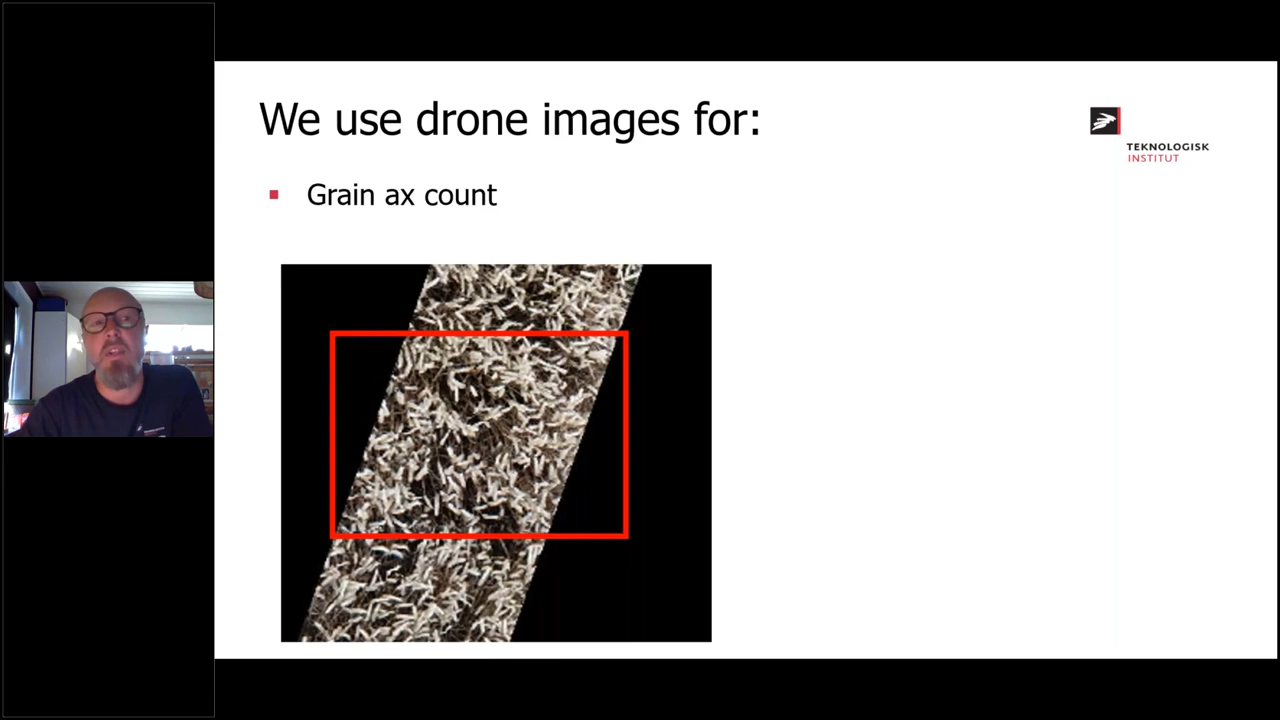 We use drone images for:
TEKNOLOGISK
INSTITUT
▪ Grain ax count